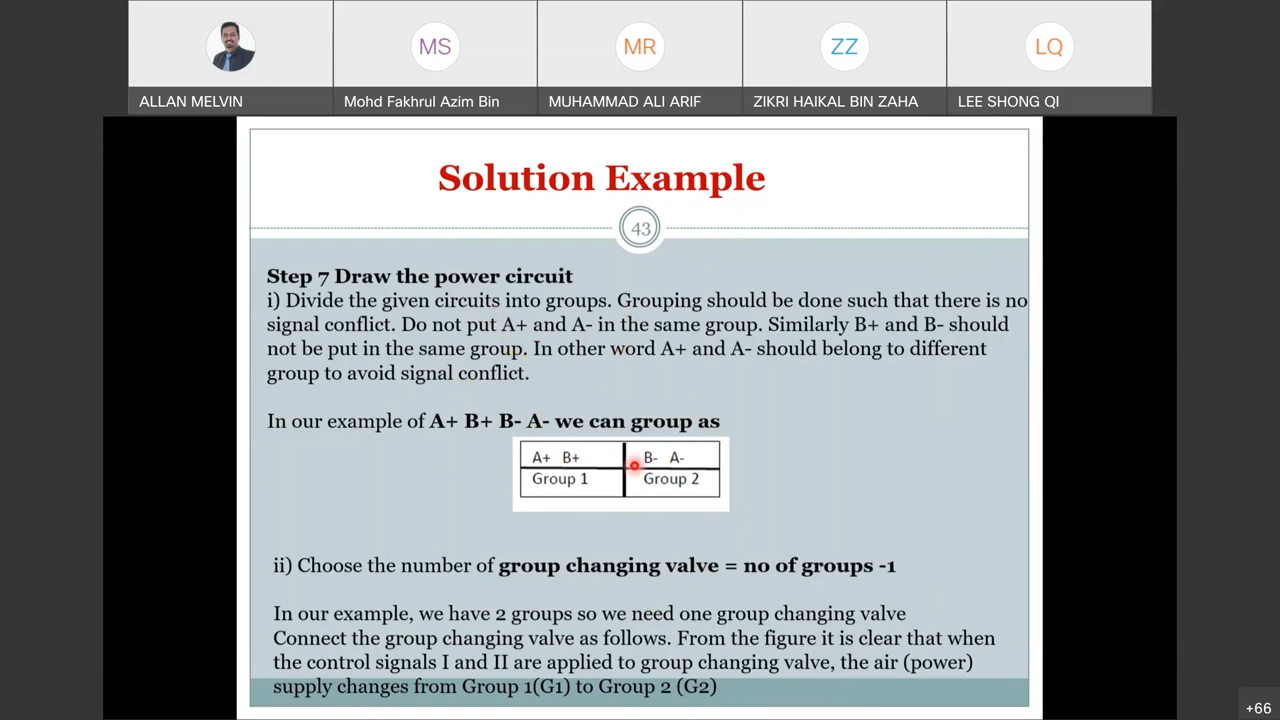 MS
MR
ZZ
LQ
ALLAN MELVIN
Mohd Fakhrul Azim Bin
MUHAMMAD ALI ARIF
ZIKRI HAIKAL BIN ZAHA
LEE SHONG QI
Solution Example
43
Step 7 Draw the power circuit
i) Divide the given circuits into groups. Grouping should be done such that there is no
signal conflict. Do not put A+ and A- in the same group. Similarly B+ and B- should
not be put in the same group. In other word A+ and A- should belong to different
group to avoid signal conflict.
In our example of A+ B+ B- A- we can group as
A+ B+ B- A-
Group 1 Group 2
ii) Choose the number of group changing valve = no of groups -1
In our example, we have 2 groups so we need one group changing valve
Connect the group changing valve as follows. From the figure it is clear that when
the control signals I and II are applied to group changing valve, the air (power)
supply changes from Group 1(G1) to Group 2 (G2)
+66